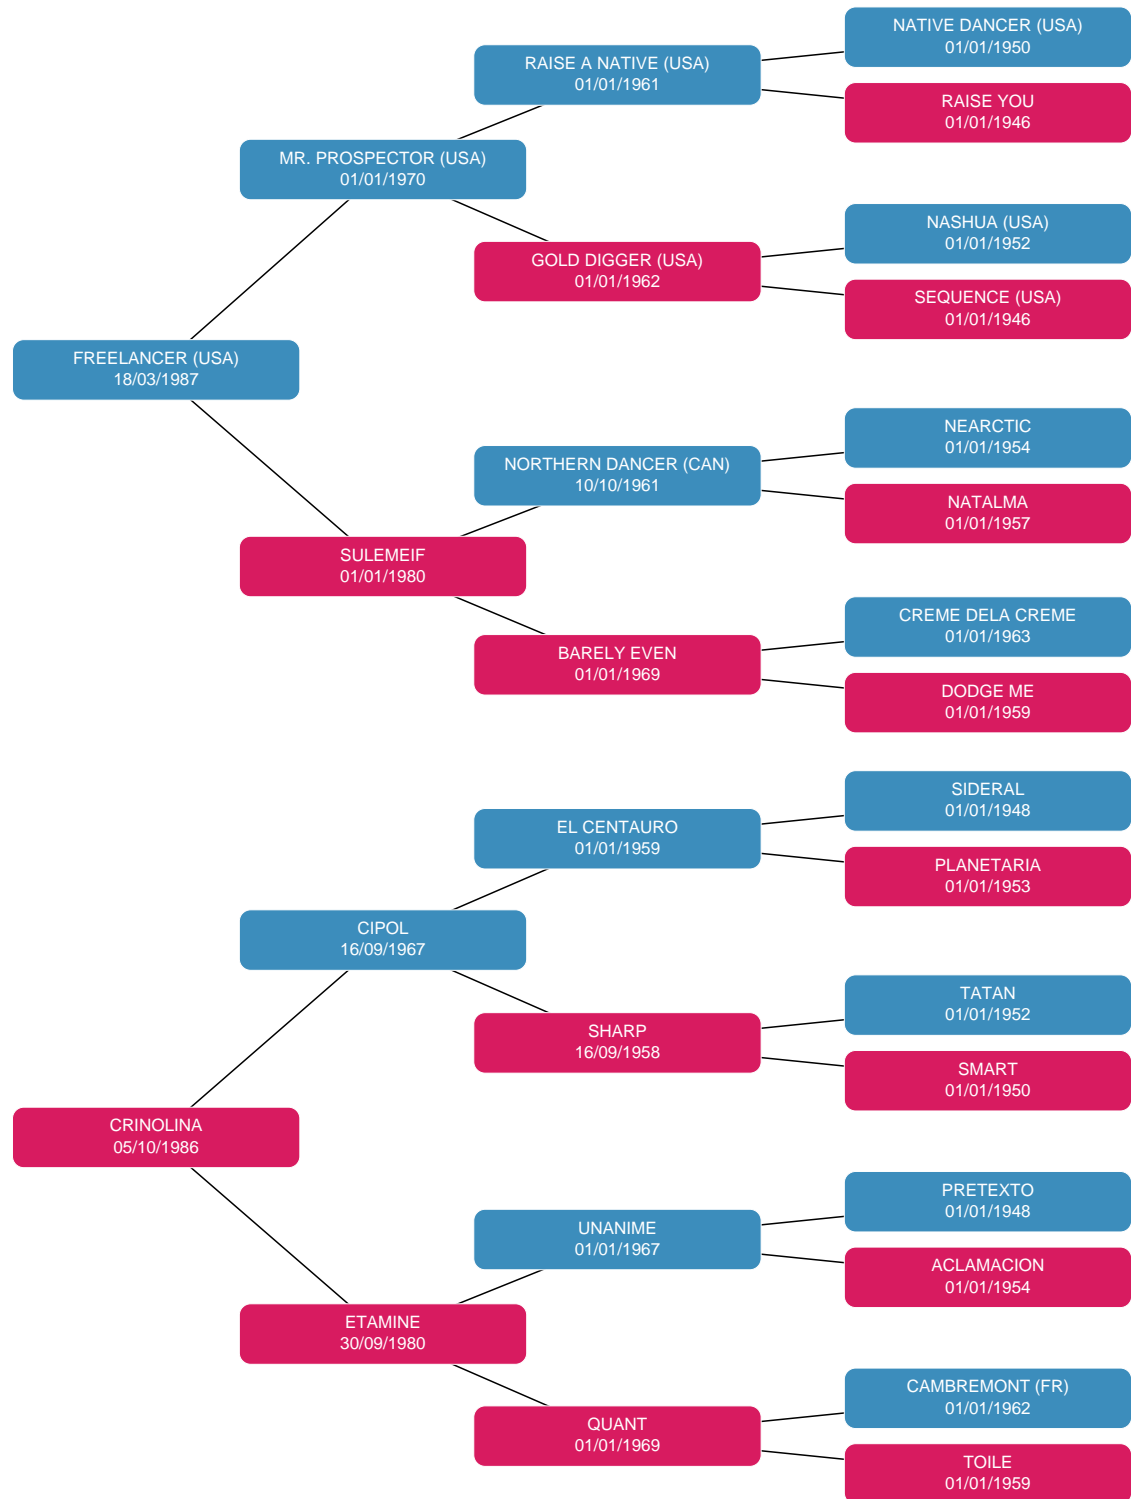 NATIVE DANCER (USA)
01/01/1950
RAISE A NATIVE (USA)
01/01/1961
RAISE YOU
01/01/1946
MR. PROSPECTOR (USA)
01/01/1970
NASHUA (USA)
01/01/1952
GOLD DIGGER (USA)
01/01/1962
SEQUENCE (USA)
01/01/1946
FREELANCER (USA)
18/03/1987
NEARCTIC
01/01/1954
NORTHERN DANCER (CAN)
10/10/1961
NATALMA
01/01/1957
SULEMEIF
01/01/1980
CREME DELA CREME
01/01/1963
BARELY EVEN
01/01/1969
DODGE ME
01/01/1959
SIDERAL
01/01/1948
EL CENTAURO
01/01/1959
PLANETARIA
01/01/1953
CIPOL
16/09/1967
TATAN
01/01/1952
SHARP
16/09/1958
SMART
01/01/1950
CRINOLINA
05/10/1986
PRETEXTO
01/01/1948
UNANIME
01/01/1967
ACLAMACION
01/01/1954
ETAMINE
30/09/1980
CAMBREMONT (FR)
01/01/1962
QUANT
01/01/1969
TOILE
01/01/1959